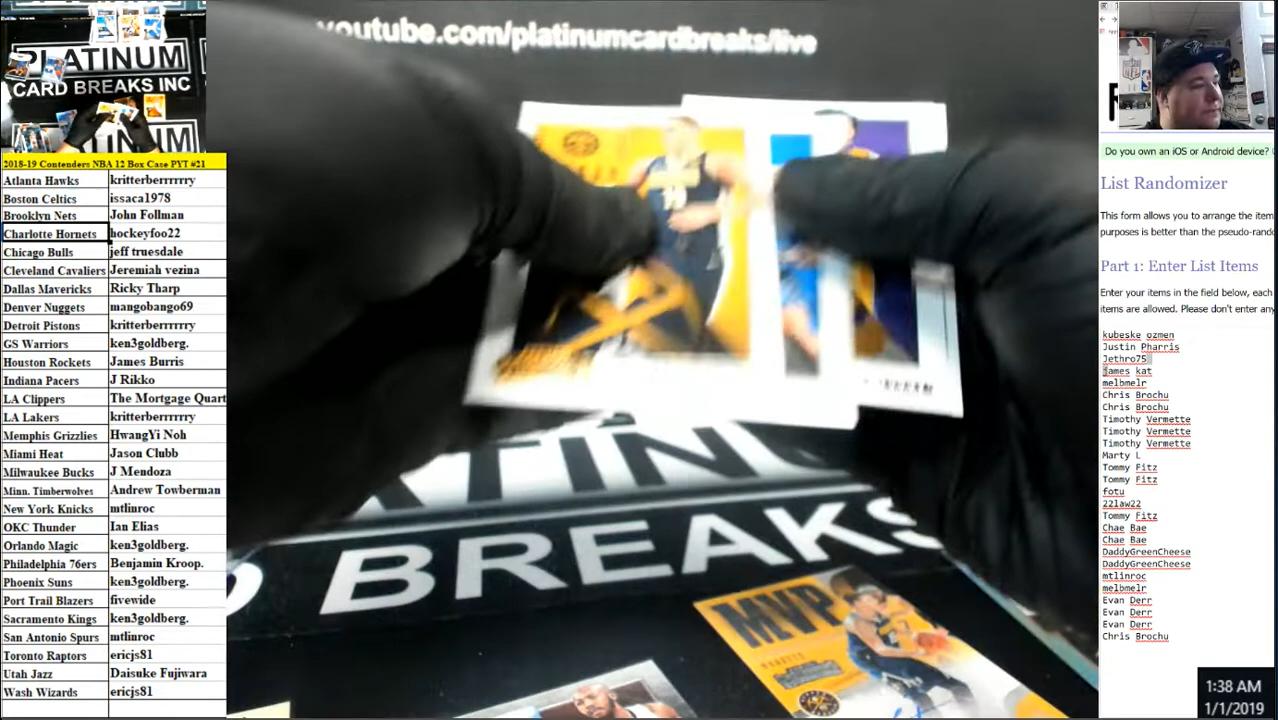 youtube.com/platinumcardbreaks/live
PLATINUM
CARD BREAKS INC
2018-19 Contenders NBA 12 Box Case PYT #21
Atlanta Hawks kritterberrrrrry
Boston Celtics issaca1978
Brooklyn Nets John Follman
Charlotte Hornets hockeyfoo22
Chicago Bulls jeff truesdale
Cleveland Cavaliers Jeremiah vezina
Dallas Mavericks Ricky Tharp
Denver Nuggets mangobango69
Detroit Pistons kritterberrrrrry
GS Warriors ken3goldberg.
Houston Rockets James Burris
Indiana Pacers J Rikko
LA Clippers The Mortgage Quart
LA Lakers kritterberrrrrry
Memphis Grizzlies HwangYi Noh
Miami Heat Jason Clubb
Milwaukee Bucks J Mendoza
Minn. Timberwolves Andrew Towberman
New York Knicks mtlinroc
OKC Thunder Ian Elias
Orlando Magic ken3goldberg.
Philadelphia 76ers Benjamin Kroop.
Phoenix Suns ken3goldberg.
Port Trail Blazers fivewide
Sacramento Kings ken3goldberg.
San Antonio Spurs mtlinroc
Toronto Raptors ericjs81
Utah Jazz Daisuke Fujiwara
Wash Wizards ericjs81
BREAKS
MVP
Do you own an iOS or Android device?
List Randomizer
This form allows you to arrange the item
purposes is better than the pseudo-rand
Part 1: Enter List Items
Enter your items in the field below, each
items are allowed. Please don't enter any
kubeske ozmen
Justin Pharris
Jethro75
james kat
melbmelr
Chris Brochu
Chris Brochu
Timothy Vermette
Timothy Vermette
Timothy Vermette
Marty L
Tommy Fitz
Tommy Fitz
fotu
22law22
Tommy Fitz
Chae Bae
Chae Bae
DaddyGreenCheese
DaddyGreenCheese
mtlinroc
melbmelr
Evan Derr
Evan Derr
Evan Derr
Chris Brochu
1:38 AM
1/1/2019